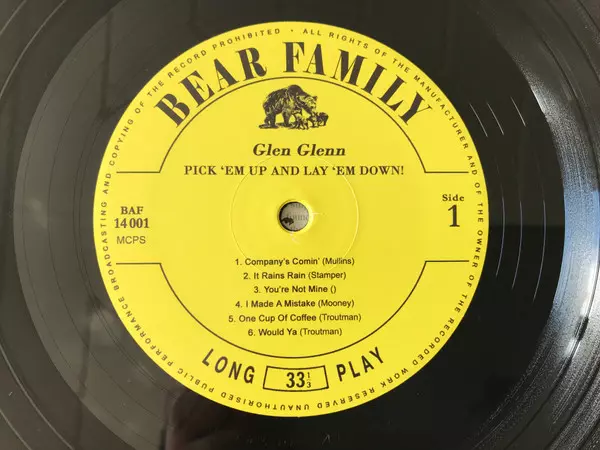 ALL RIGHTS OF THE MANUFACTURER AND OF THE OWNER OF THE RECORDED WORK RESERVED UNAUTHORISED PUBLIC PERFORMANCE BROADCASTING AND COPYING OF THE RECORD PROHIBITED •
BEAR FAMILY
Glen Glenn
PICK ‘EM UP AND LAY ‘EM DOWN!
BAF
14 001
MCPS
Side
1
1. Company’s Comin’ (Mullins)
2. It Rains Rain (Stamper)
3. You’re Not Mine ()
4. I Made A Mistake (Mooney)
5. One Cup Of Coffee (Troutman)
6. Would Ya (Troutman)
LONG 33 1/3 PLAY